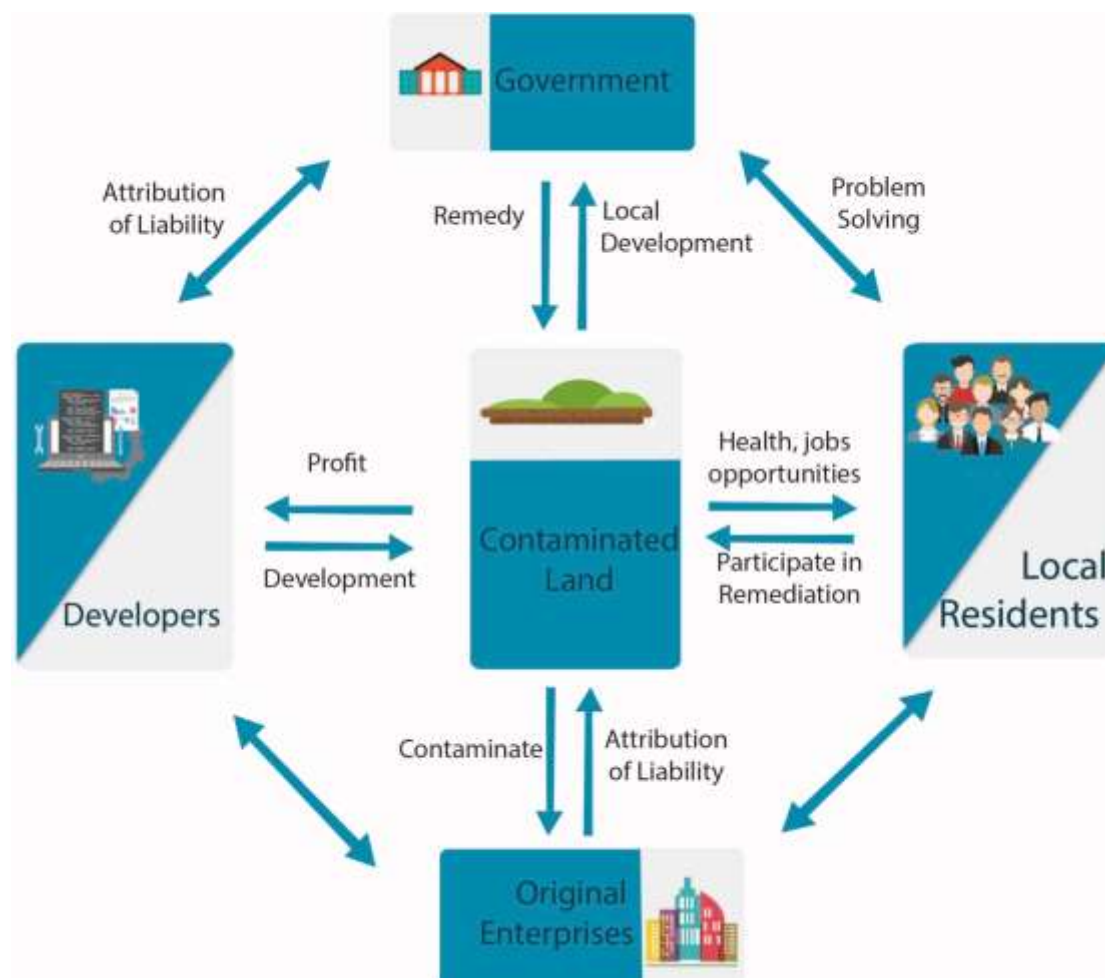 Government
Attribution
of Liability
Remedy
Local
Development
Problem
Solving
Profit
Development
Developers
Contaminated
Land
Health, jobs
opportunities
Participate in
Remediation
Local
Residents
Contaminate
Attribution
of Liability
Original
Enterprises